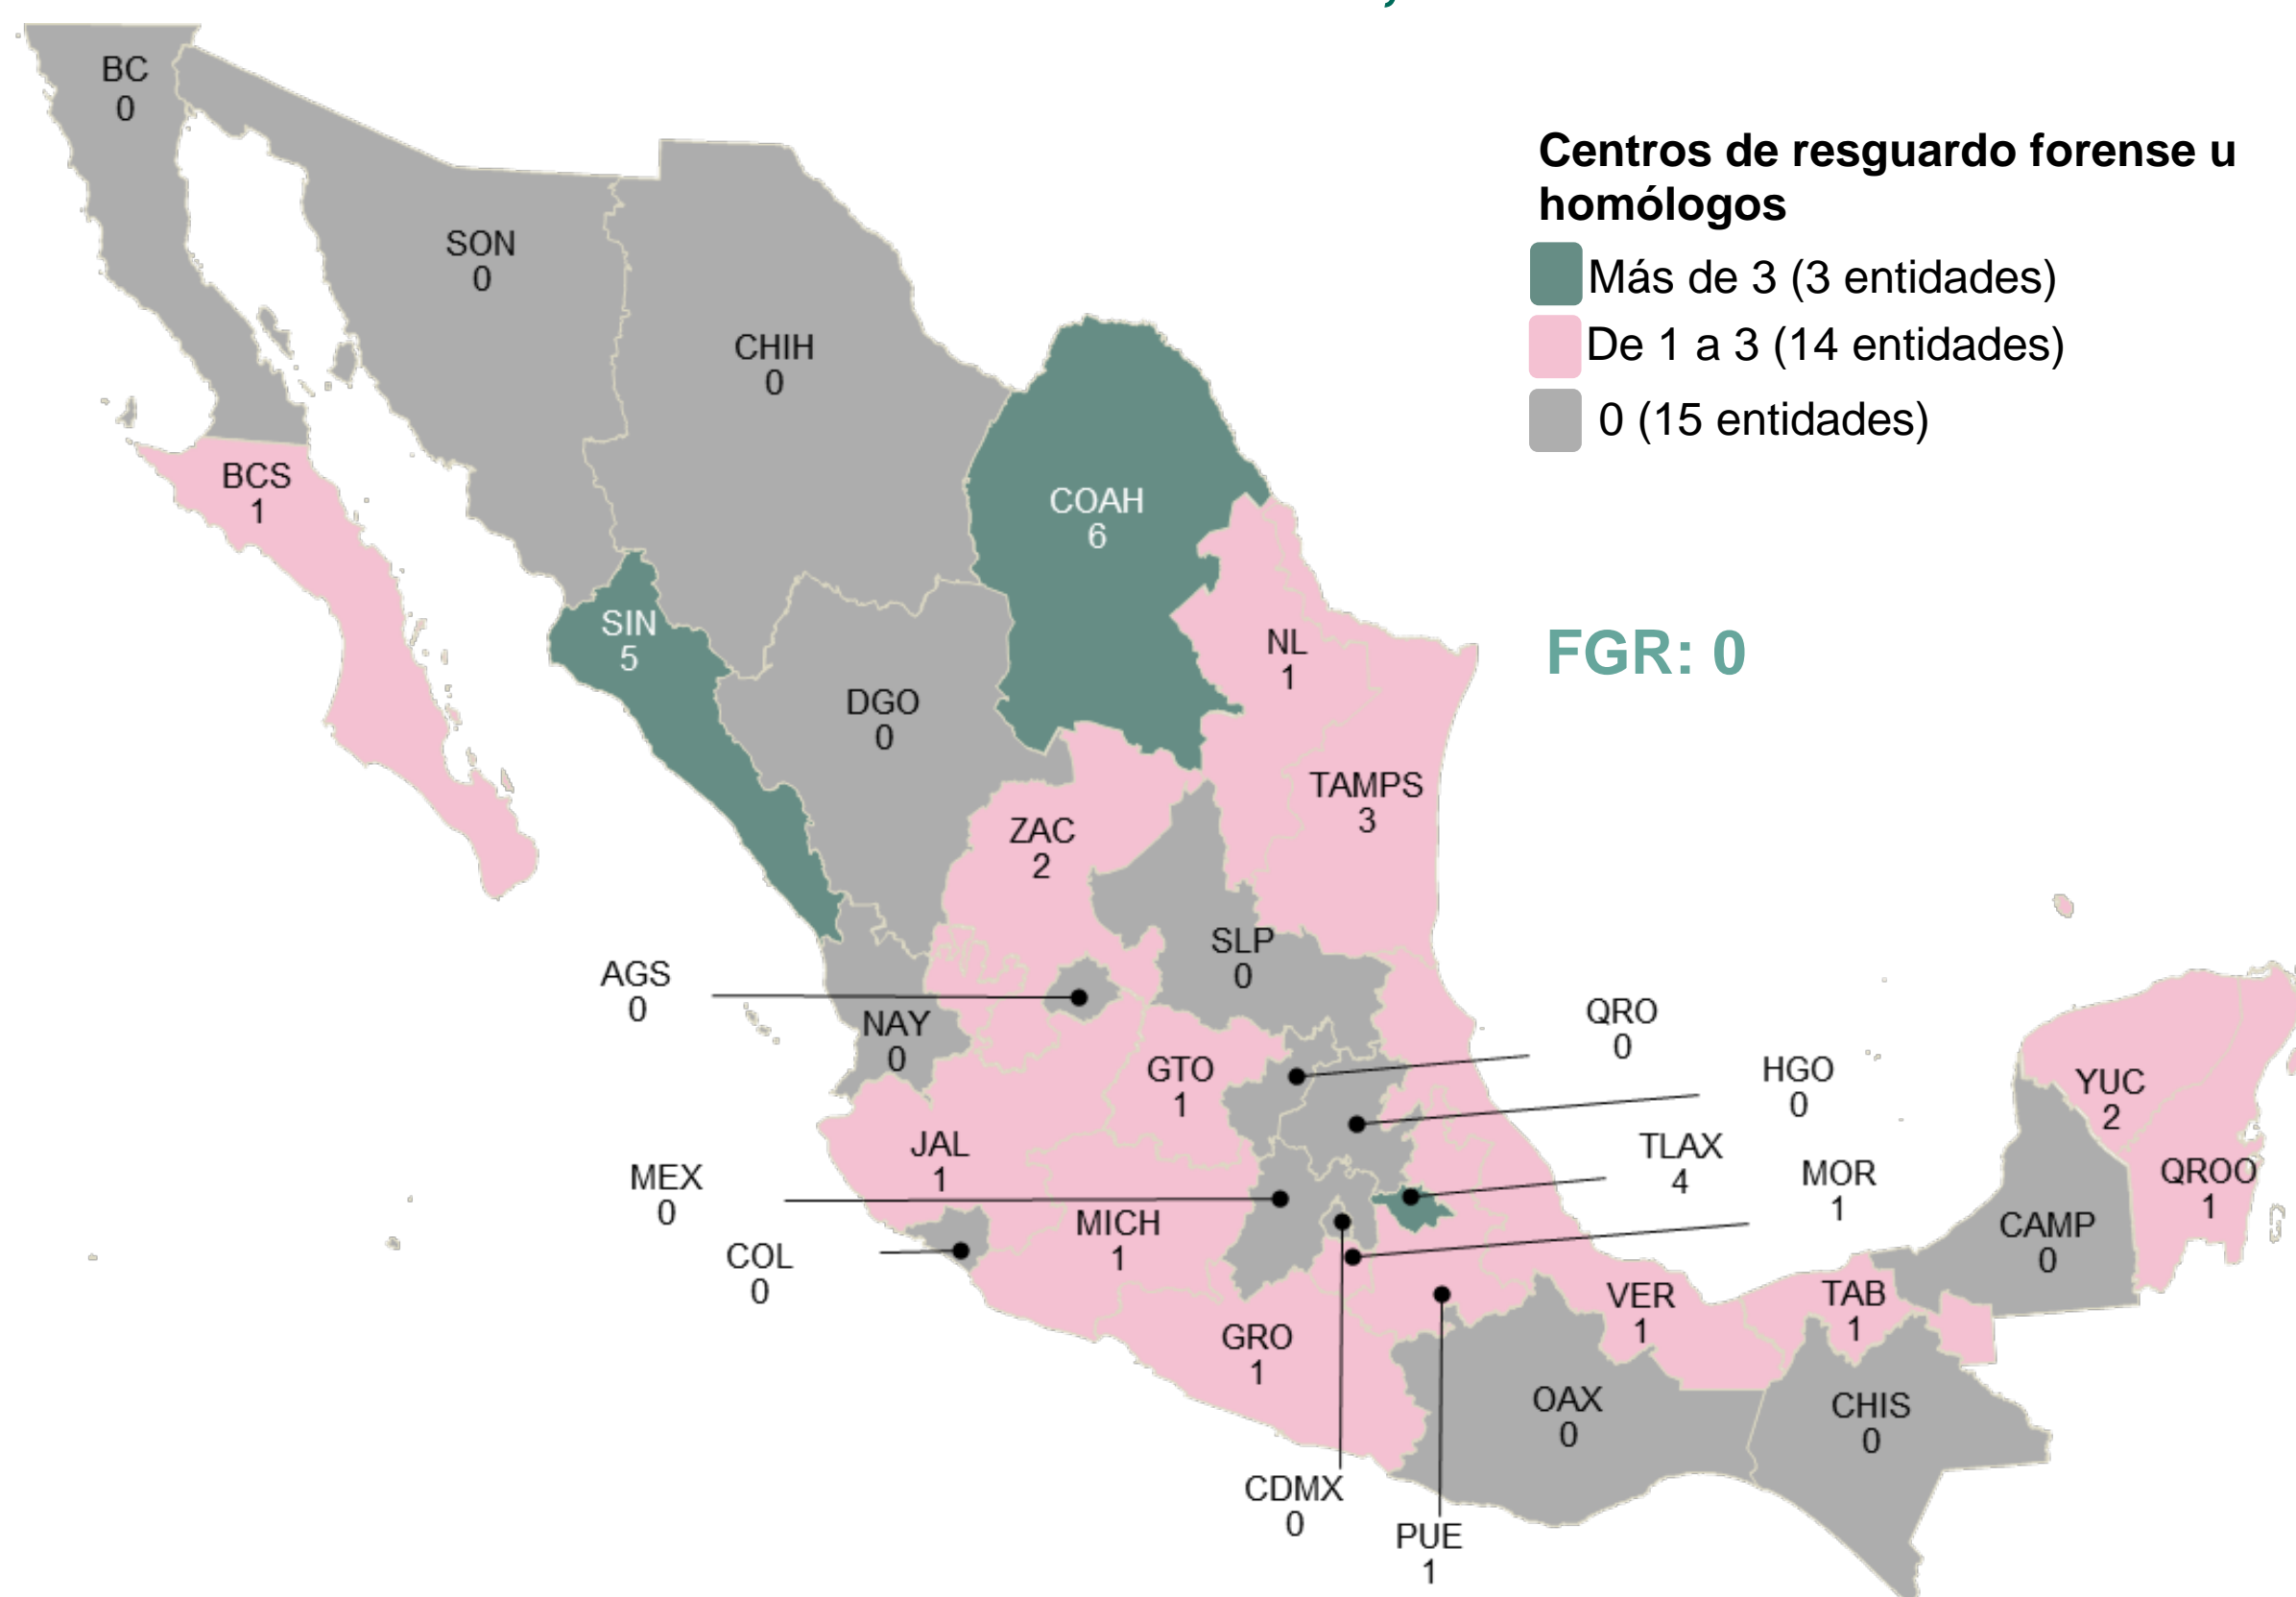 BC
0
SON
0
CHIH
0
Centros de resguardo forense u
homólogos
Más de 3 (3 entidades)
De 1 a 3 (14 entidades)
0 (15 entidades)
BCS
1
COAH
6
SIN
5
NL
1
FGR: 0
DGO
0
TAMPS
3
ZAC
2
SLP
0
AGS
0
NAY
0
QRO
0
GTO
1
HGO
0
YUC
2
JAL
1
TLAX
4
MEX
0
MOR
1
QROO
1
MICH
1
CAMP
0
COL
0
VER
1
TAB
1
GRO
1
OAX
0
CHIS
0
CDMX
0
PUE
1